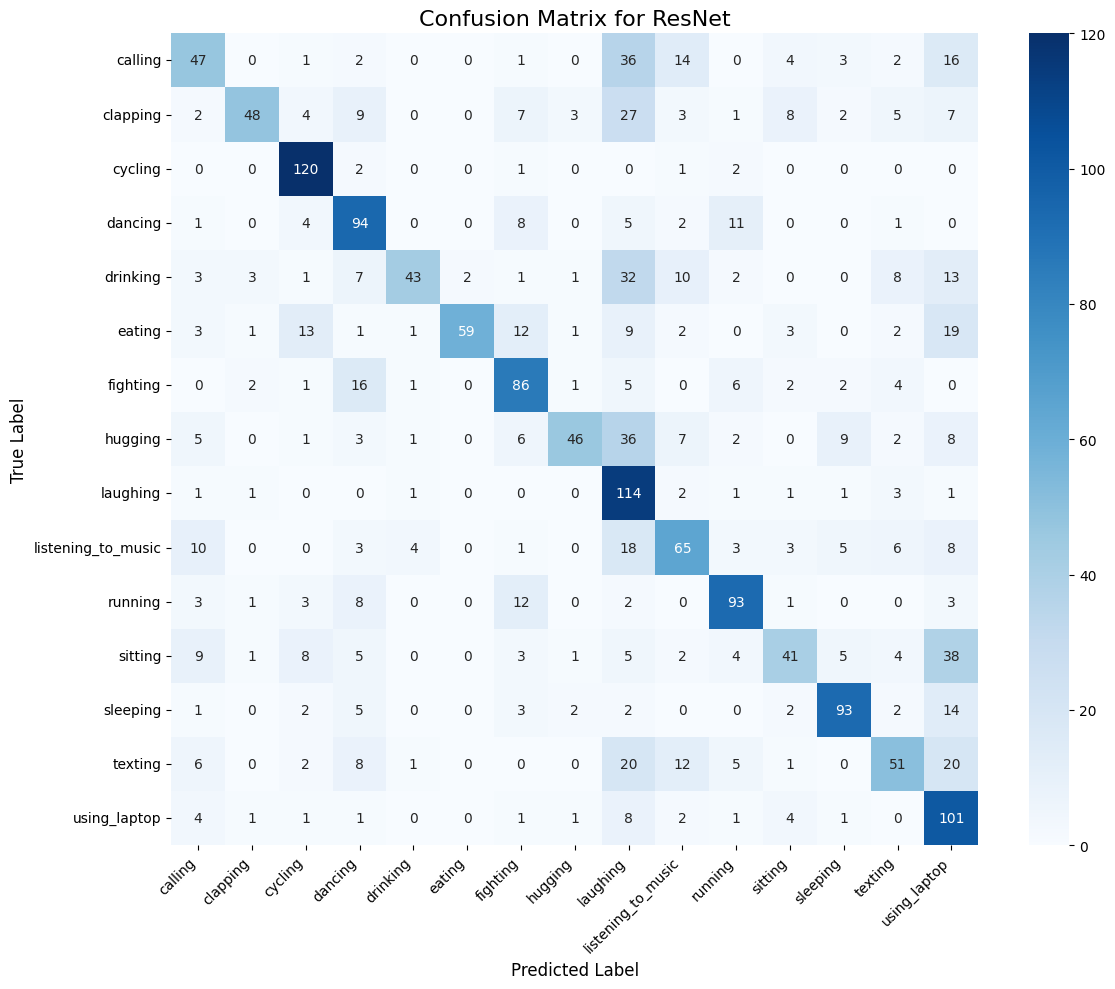 Confusion Matrix for ResNet
True Label
calling 47 0 1 2 0 0 1 0 36 14 0 4 3 2 16
clapping 2 48 4 9 0 0 7 3 27 3 1 8 2 5 7
cycling 0 0 120 2 0 0 1 0 0 1 2 0 0 0 0
dancing 1 0 4 94 0 0 8 0 5 2 11 0 0 1 0
drinking 3 3 1 7 43 2 1 1 32 10 2 0 0 8 13
eating 3 1 13 1 1 59 12 1 9 2 0 3 0 2 19
fighting 0 2 1 16 1 0 86 1 5 0 6 2 2 4 0
hugging 5 0 1 3 1 0 6 46 36 7 2 0 9 2 8
laughing 1 1 0 0 1 0 0 0 114 2 1 1 1 3 1
listening_to_music 10 0 0 3 4 0 1 0 18 65 3 3 5 6 8
running 3 1 3 8 0 0 12 0 2 0 93 1 0 0 3
sitting 9 1 8 5 0 0 3 1 5 2 4 41 5 4 38
sleeping 1 0 2 5 0 0 3 2 2 0 0 2 93 2 14
texting 6 0 2 8 1 0 0 0 20 12 5 1 0 51 20
using_laptop 4 1 1 1 0 0 1 1 8 2 1 4 1 0 101
calling clapping cycling dancing drinking eating fighting hugging laughing listening_to_music running sitting sleeping texting using_laptop
Predicted Label
120
100
80
60
40
20
0